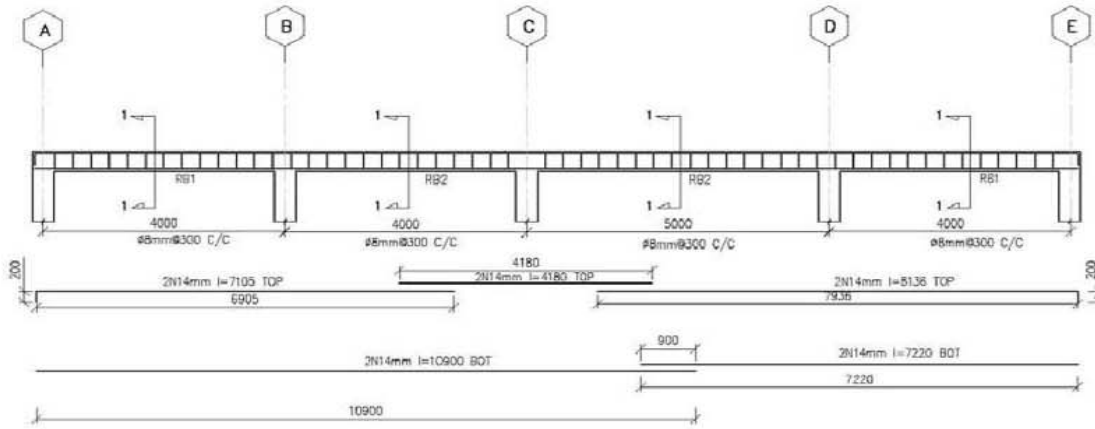 A B C D E
1 1 1 1
RB1 RB2 RB2 RB1
1 1 1 1
4000 4000 5000 4000
ø8mm@300 C/C ø8mm@300 C/C ø8mm@300 C/C ø8mm@300 C/C
4180
200 2N14mm l=7105 TOP 2N14mm l=4180 TOP 2N14mm l=8136 TOP 200
6905 7936
900
2N14mm l=10900 BOT 2N14mm l=7220 BOT
7220
10900